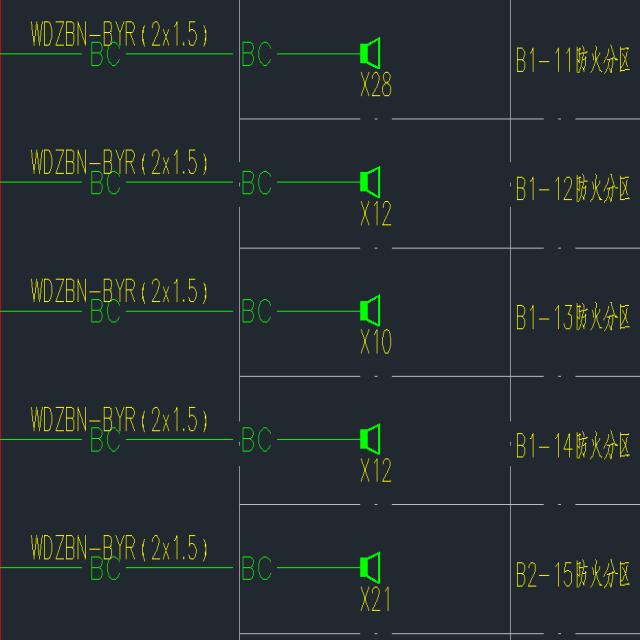 WDZBN-BYR(2x1.5)
BC BC
X28
B1-11防火分区
WDZBN-BYR(2x1.5)
BC BC
X12
B1-12防火分区
WDZBN-BYR(2x1.5)
BC BC
X10
B1-13防火分区
WDZBN-BYR(2x1.5)
BC BC
X12
B1-14防火分区
WDZBN-BYR(2x1.5)
BC BC
X21
B2-15防火分区